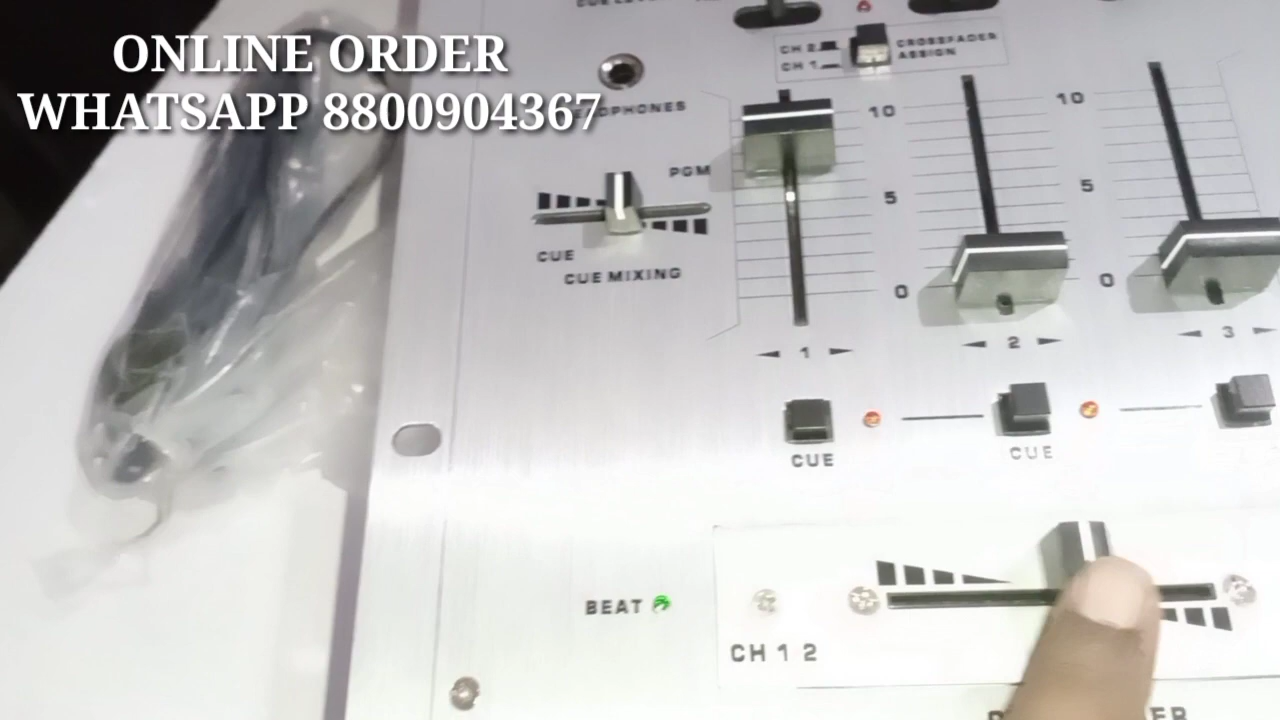 ONLINE ORDER
WHATSAPP 8800904367
CH 2
CH 1
CROSSFADER
ASSIGN
HEADPHONES
PGM
CUE
CUE MIXING
10
5
0
10
5
0
1
2
3
CUE
CUE
BEAT
CH 1 2